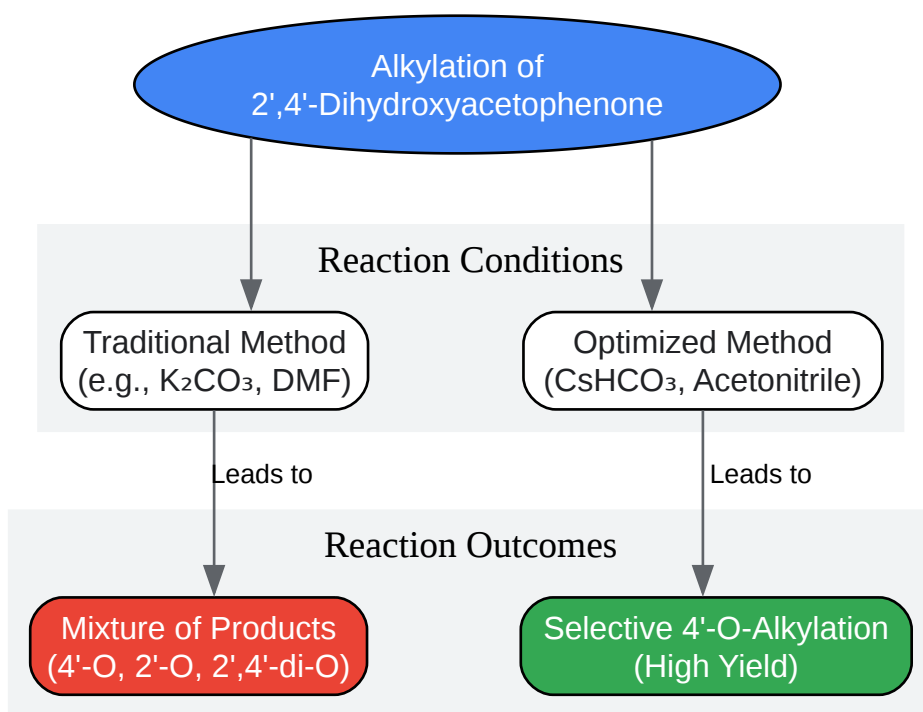 Alkylation of
2',4'-Dihydroxyacetophenone
Reaction Conditions
Traditional Method
(e.g., K₂CO₃, DMF)
Optimized Method
(CsHCO₃, Acetonitrile)
Leads to
Leads to
Reaction Outcomes
Mixture of Products
(4'-O, 2'-O, 2',4'-di-O)
Selective 4'-O-Alkylation
(High Yield)